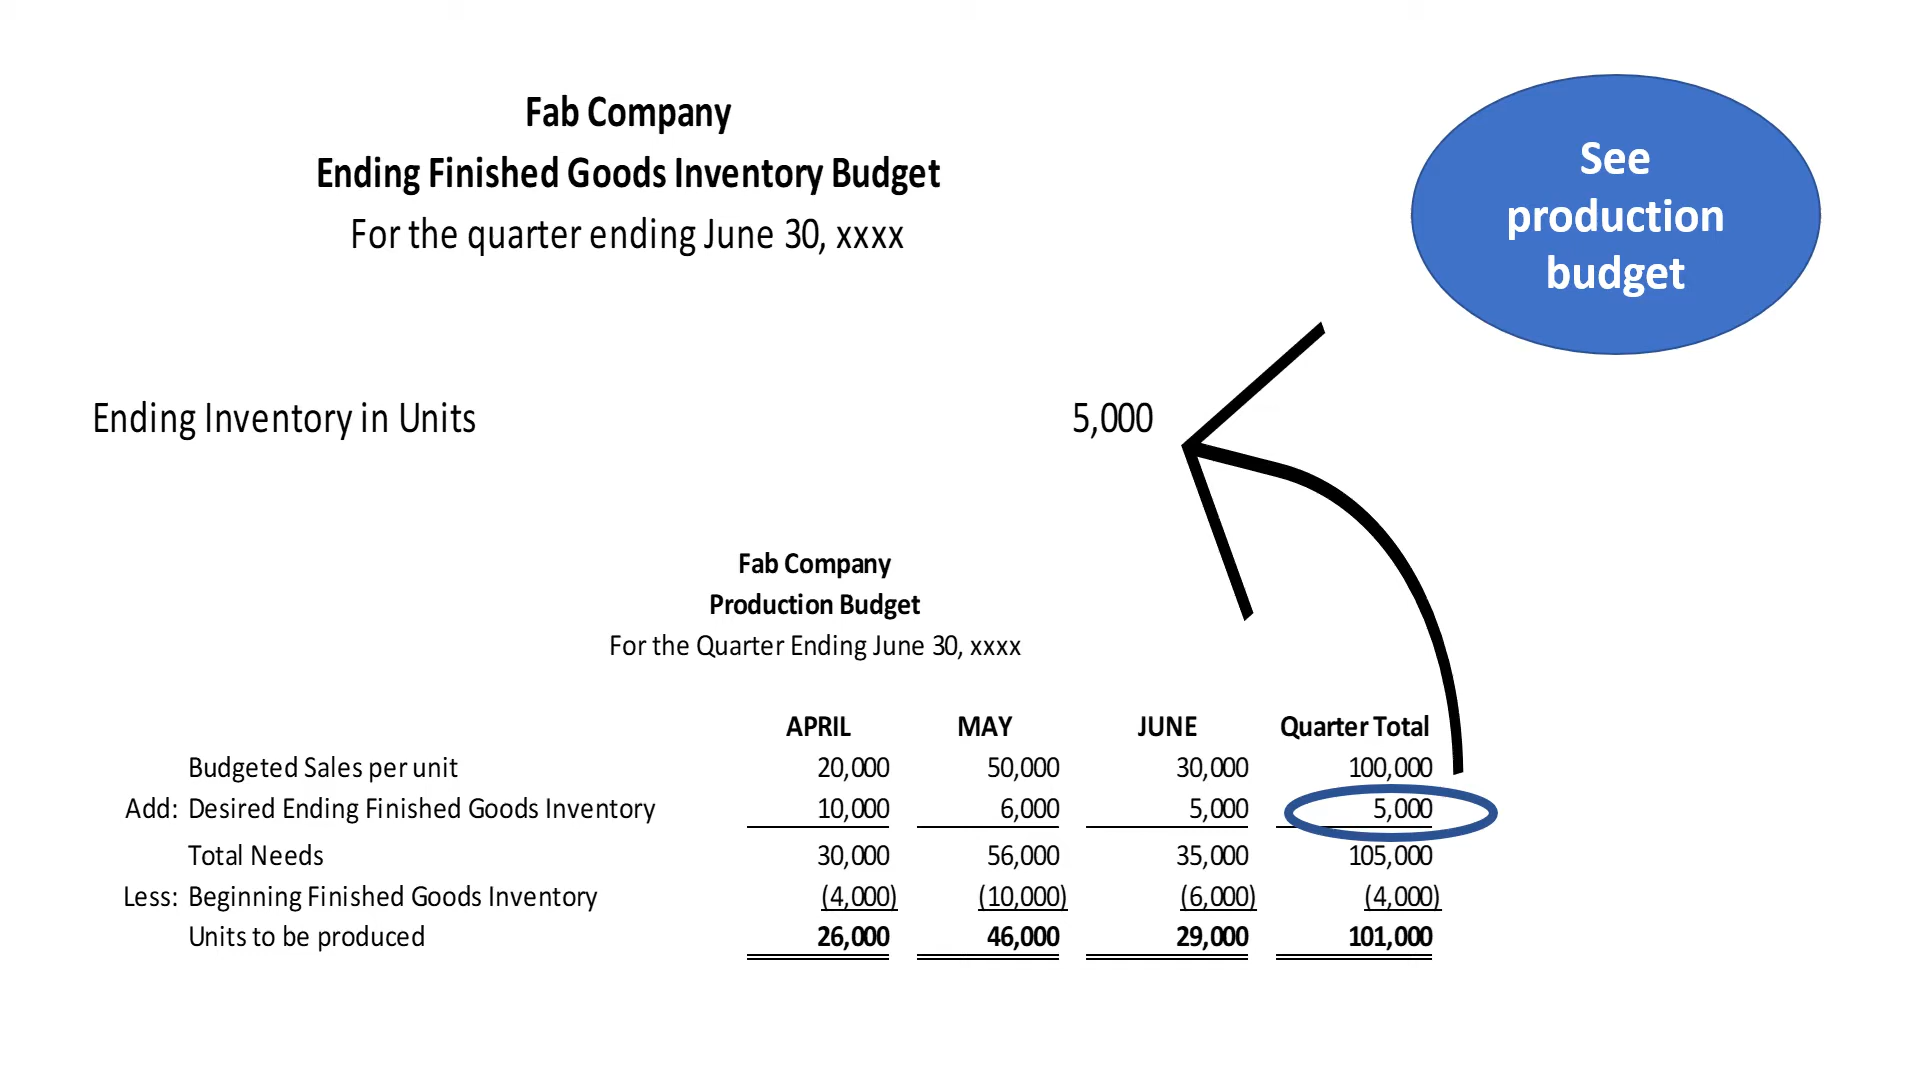 Fab Company
Ending Finished Goods Inventory Budget
For the quarter ending June 30, xxxx
See
production
budget
Ending Inventory in Units 5,000
Fab Company
Production Budget
For the Quarter Ending June 30, xxxx
APRIL MAY JUNE Quarter Total
Budgeted Sales per unit 20,000 50,000 30,000 100,000
Add: Desired Ending Finished Goods Inventory 10,000 6,000 5,000 5,000
Total Needs 30,000 56,000 35,000 105,000
Less: Beginning Finished Goods Inventory (4,000) (10,000) (6,000) (4,000)
Units to be produced 26,000 46,000 29,000 101,000